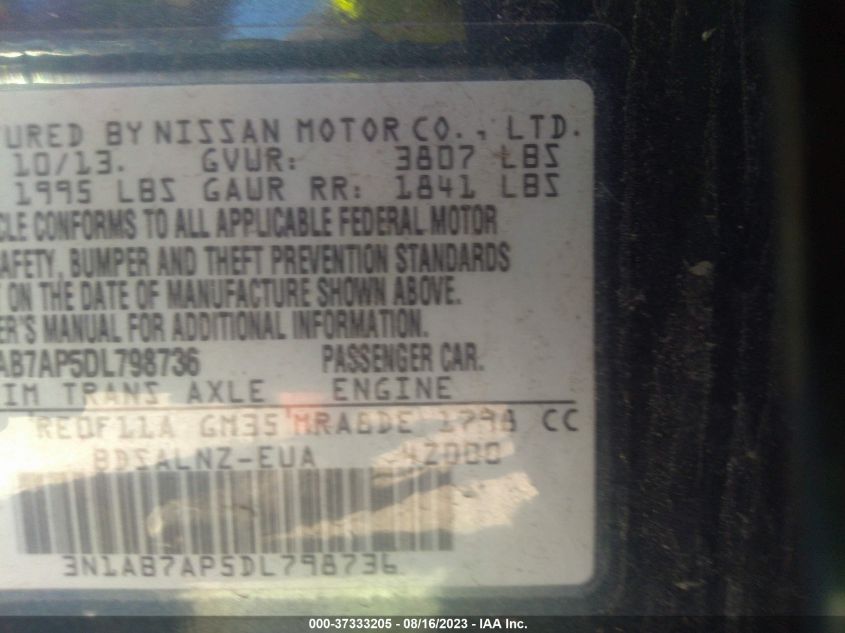 TURED BY NISSAN MOTOR CO., LTD.
10/13. GVWR: 3807 LBS
1995 LBS GAWR RR: 1841 LBS
CLE CONFORMS TO ALL APPLICABLE FEDERAL MOTOR
AFETY, BUMPER AND THEFT PREVENTION STANDARDS
ON THE DATE OF MANUFACTURE SHOWN ABOVE.
ER'S MANUAL FOR ADDITIONAL INFORMATION.
AB7AP5DL798736 PASSENGER CAR.
IM TRANS AXLE ENGINE
RE0F11A GM35 MRA8DE 1798 CC
BDSALNZ-EUA
3N1AB7AP5DL798736
000-37333205 - 08/16/2023 - IAA Inc.